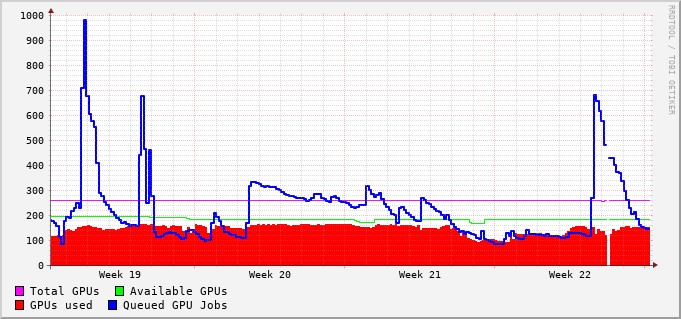 1000
900
800
700
600
500
400
300
200
100
0
Week 19 Week 20 Week 21 Week 22
Total GPUs Available GPUs
GPUs used Queued GPU Jobs
RRDTOOL / TOBI OETIKER